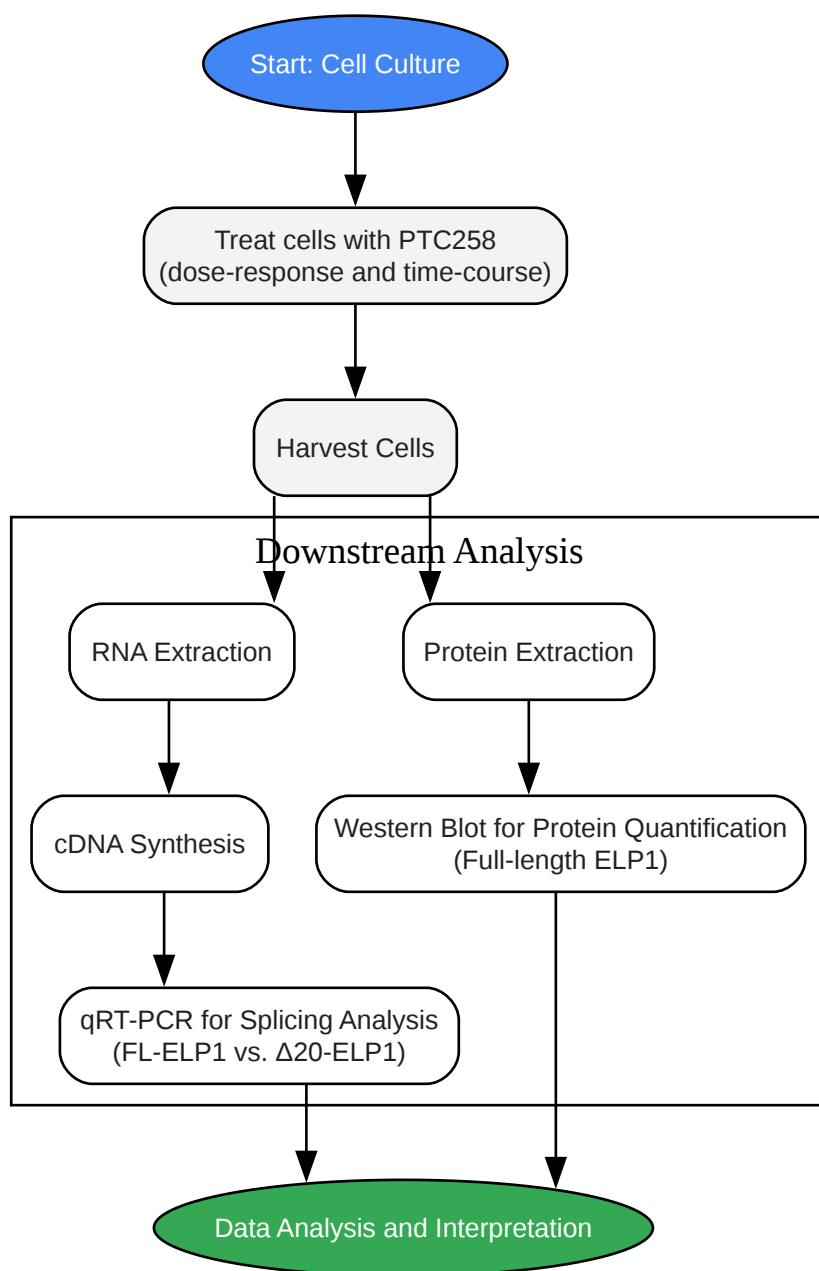 Start: Cell Culture
Treat cells with PTC258
(dose-response and time-course)
Harvest Cells
Downstream Analysis
RNA Extraction
Protein Extraction
cDNA Synthesis
Western Blot for Protein Quantification
(Full-length ELP1)
qRT-PCR for Splicing Analysis
(FL-ELP1 vs. Δ20-ELP1)
Data Analysis and Interpretation